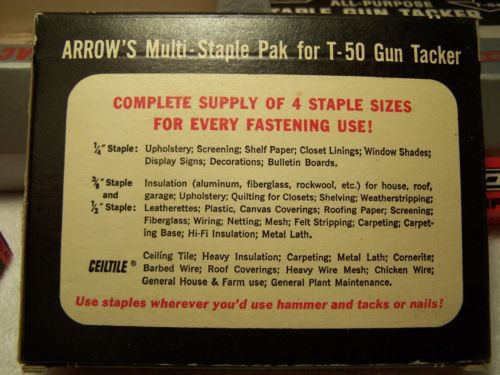 ALL-PURPOSE
STAPLE GUN TACKER
ARROW'S Multi-Staple Pak for T-50 Gun Tacker
COMPLETE SUPPLY OF 4 STAPLE SIZES
FOR EVERY FASTENING USE!
1/4" Staple: Upholstery; Screening; Shelf Paper; Closet Linings; Window Shades;
Display Signs; Decorations; Bulletin Boards.
3/8" Staple Insulation (aluminum, fiberglass, rockwool, etc.) for house, roof,
and garage; Upholstery; Quilting for Closets; Shelving; Weatherstripping;
1/2" Staple: Leatherettes; Plastic, Canvas Coverings; Roofing Paper; Screening;
Fiberglass; Wiring; Netting; Mesh; Felt Stripping; Carpeting; Carpet-
ing Base; Hi-Fi Insulation; Metal Lath.
CEILTILE® Ceiling Tile; Heavy Insulation; Carpeting; Metal Lath; Cornerite;
Barbed Wire; Roof Coverings; Heavy Wire Mesh; Chicken Wire;
General House & Farm use; General Plant Maintenance.
Use staples wherever you'd use hammer and tacks or nails!